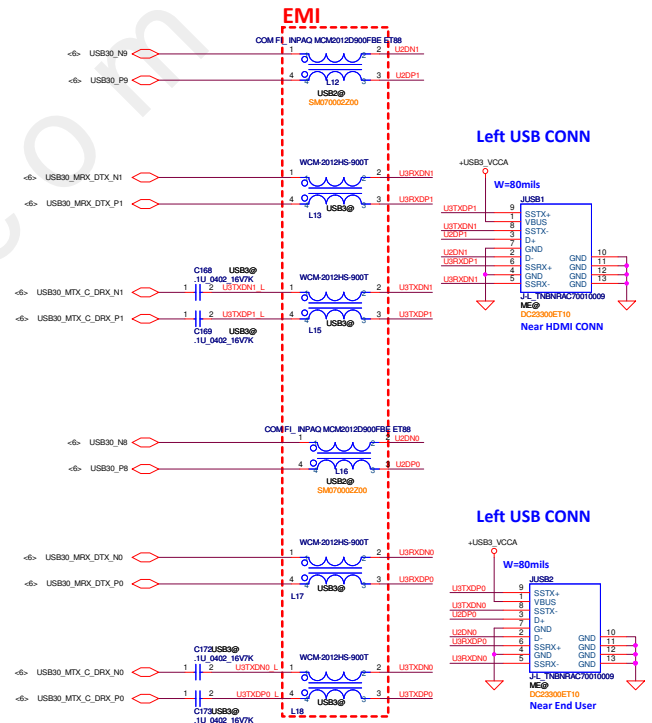 EMI
COM FI_ INPAQ MCM2012D900FBE ET88
<6> USB30_N9 1 2 U2DN1
<6> USB30_P9 4 3 U2DP1
L12
USB2@
SM070002Z00
Left USB CONN
+USB3_VCCA
W=80mils
WCM-2012HS-900T
<6> USB30_MRX_DTX_N1 1 2 U3RXDN1
<6> USB30_MRX_DTX_P1 4 3 U3RXDP1
USB3@
L13
JUSB1
U3TXDP1 9 SSTX+
1 VBUS
U3TXDN1 8 SSTX-
U2DP1 3 D+
7 GND
U2DN1 2 D- GND 10
U3RXDP1 6 SSRX+ GND 11
4 GND GND 12
U3RXDN1 5 SSRX- GND 13
J-L_TNBNRAC70010009
ME@
DC23300ET10
Near HDMI CONN
C168 USB3@
.1U_0402_16V7K
WCM-2012HS-900T
<6> USB30_MTX_C_DRX_N1 1 2 U3TXDN1_L 1 2 U3TXDN1
<6> USB30_MTX_C_DRX_P1 1 2 U3TXDP1_L 4 3 U3TXDP1
C169 USB3@
.1U_0402_16V7K
L15
USB3@
COM FI_ INPAQ MCM2012D900FBE ET88
<6> USB30_N8 1 2 U2DN0
<6> USB30_P8 4 3 U2DP0
L16
USB2@
SM070002Z00
Left USB CONN
+USB3_VCCA
W=80mils
WCM-2012HS-900T
<6> USB30_MRX_DTX_N0 1 2 U3RXDN0
<6> USB30_MRX_DTX_P0 4 3 U3RXDP0
USB3@
L17
JUSB2
U3TXDP0 9 SSTX+
1 VBUS
U3TXDN0 8 SSTX-
U2DP0 3 D+
7 GND
U2DN0 2 D- GND 10
U3RXDP0 6 SSRX+ GND 11
4 GND GND 12
U3RXDN0 5 SSRX- GND 13
J-L_TNBNRAC70010009
ME@
DC23300ET10
Near End User
C172 USB3@
.1U_0402_16V7K
WCM-2012HS-900T
<6> USB30_MTX_C_DRX_N0 1 2 U3TXDN0_L 1 2 U3TXDN0
<6> USB30_MTX_C_DRX_P0 1 2 U3TXDP0_L 4 3 U3TXDP0
C173 USB3@
.1U_0402_16V7K
L18
USB3@
com